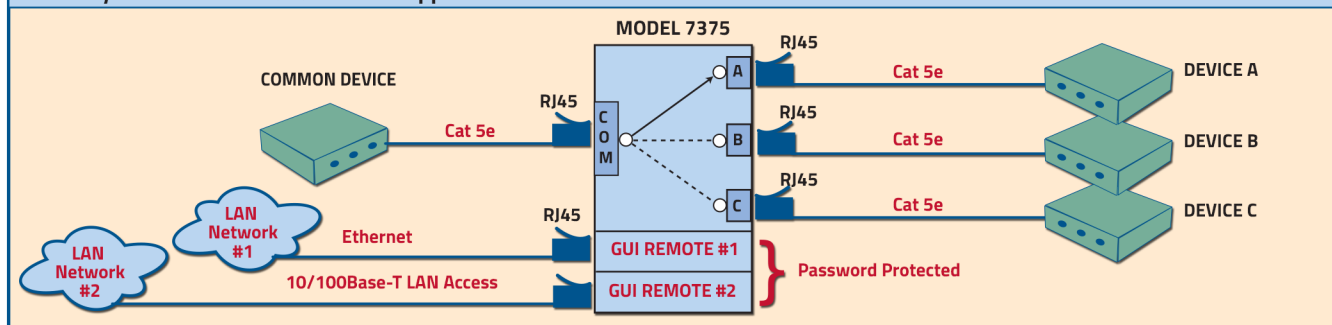 MODEL 7375
COMMON DEVICE
RJ45
Cat 5e
COM
A
B
C
RJ45
Cat 5e
DEVICE A
RJ45
Cat 5e
DEVICE B
RJ45
Cat 5e
DEVICE C
LAN
Network
#1
Ethernet
RJ45
GUI REMOTE #1
LAN
Network
#2
10/100Base-T LAN Access
GUI REMOTE #2
Password Protected